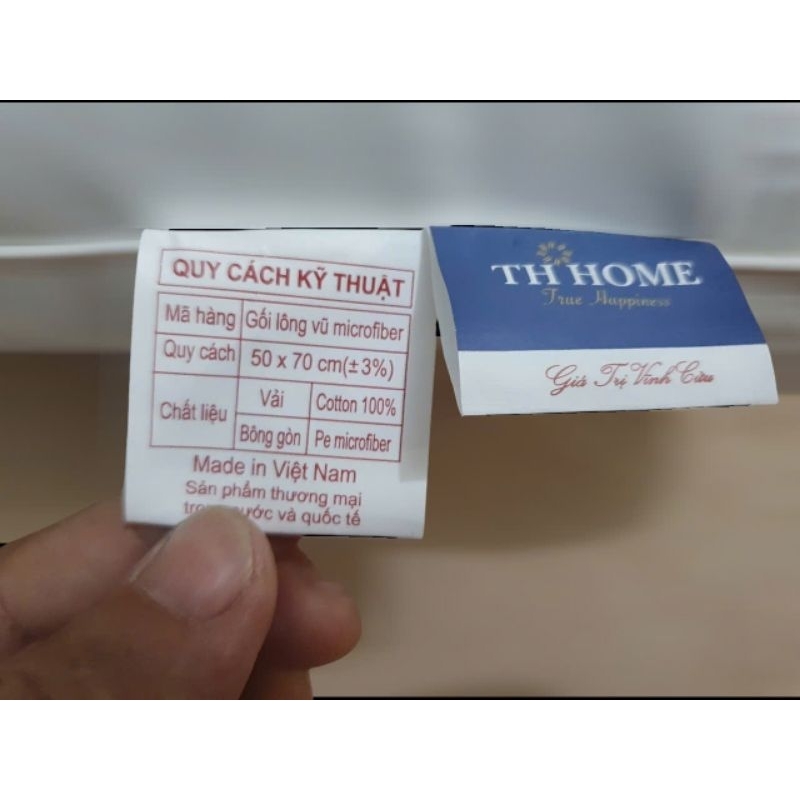 QUY CÁCH KỸ THUẬT
Mã hàng Gối lông vũ microfiber
Quy cách 50 x 70 cm(±3%)
Chất liệu Vải Cotton 100%
Bông gòn Pe microfiber
Made in Việt Nam
Sản phẩm thương mại
và quốc tế
TH HOME
True Happiness
Giá Trị Vĩnh Cửu